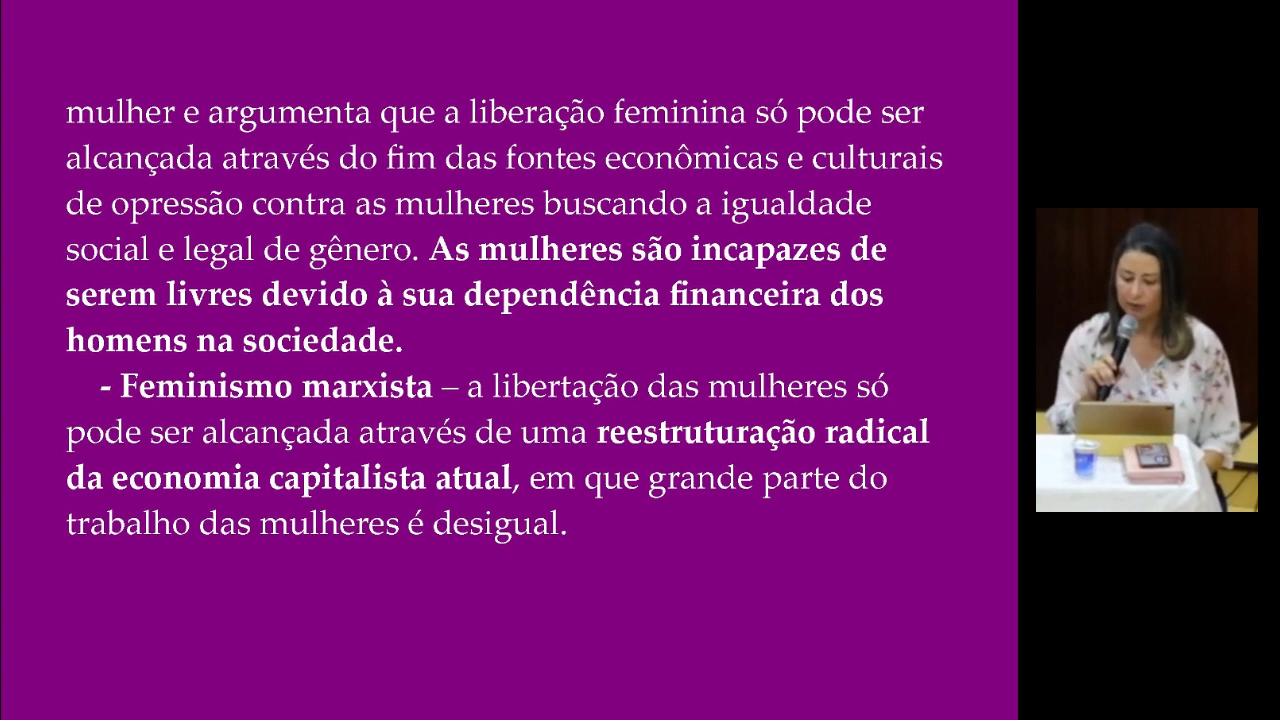 mulher e argumenta que a liberação feminina só pode ser
alcançada através do fim das fontes econômicas e culturais
de opressão contra as mulheres buscando a igualdade
social e legal de gênero. As mulheres são incapazes de
serem livres devido à sua dependência financeira dos
homens na sociedade.
- Feminismo marxista – a libertação das mulheres só
pode ser alcançada através de uma reestruturação radical
da economia capitalista atual, em que grande parte do
trabalho das mulheres é desigual.